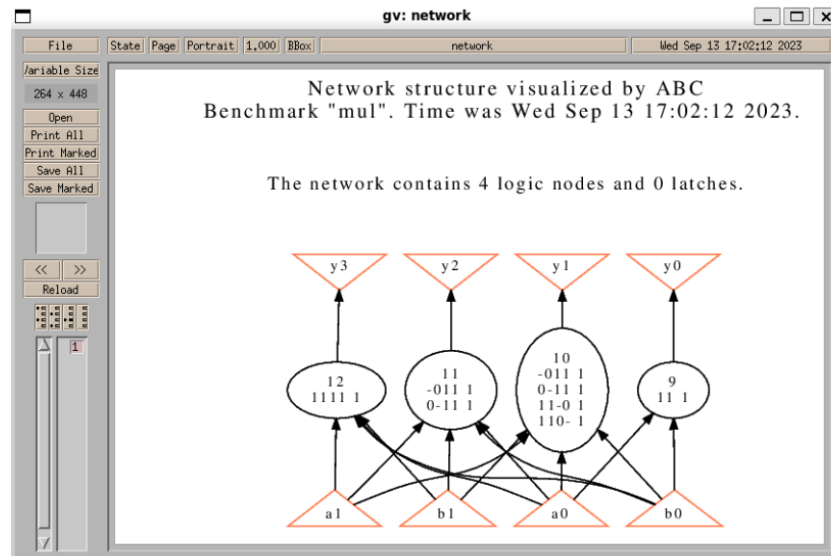 gv: network
File State Page Portrait 1.000 BBox network Wed Sep 13 17:02:12 2023
Variable Size
264 x 448
Open
Print All
Print Marked
Save All
Save Marked
<< >>
Reload
1
Network structure visualized by ABC
Benchmark "mul". Time was Wed Sep 13 17:02:12 2023.
The network contains 4 logic nodes and 0 latches.
y3 y2 y1 y0
12
1111 1
11
-011 1
0-11 1
10
-011 1
0-11 1
11-0 1
110- 1
9
11 1
a1 b1 a0 b0